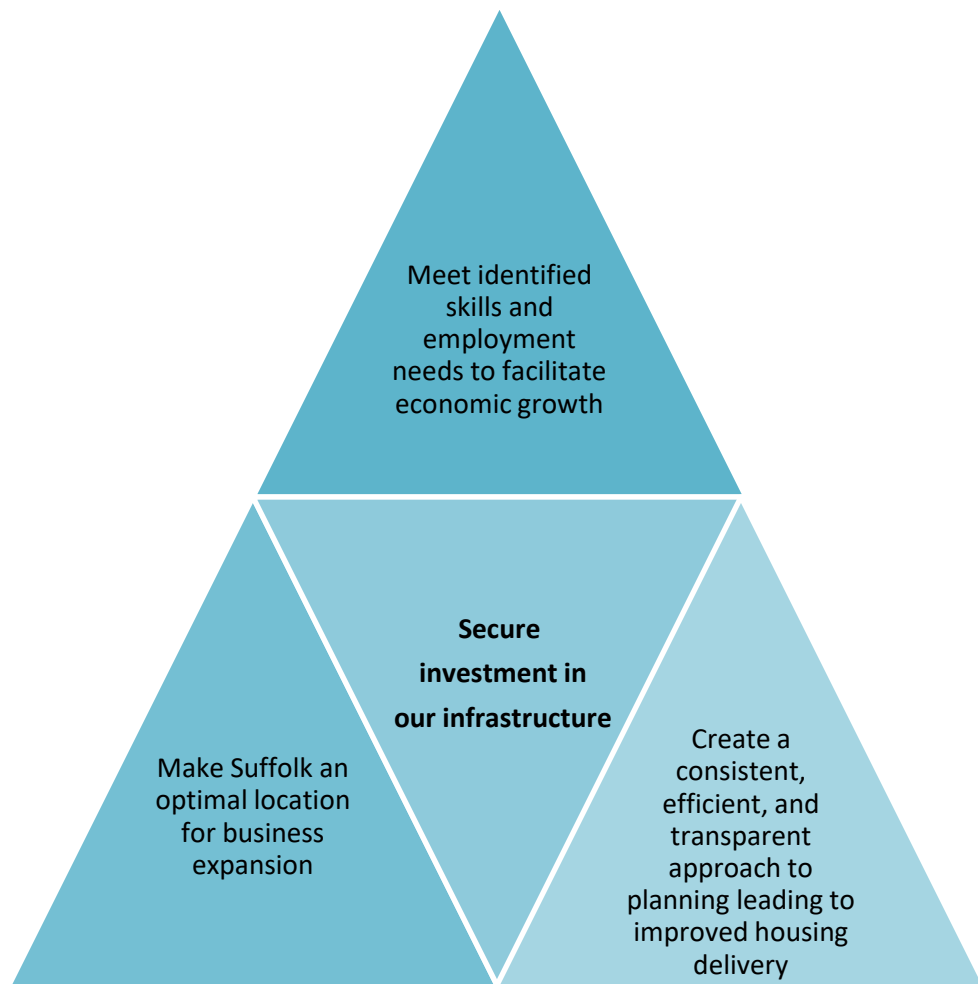 Meet identified
skills and
employment
needs to facilitate
economic growth
Secure
investment in
our infrastructure
Make Suffolk an
optimal location
for business
expansion
Create a
consistent,
efficient, and
transparent
approach to
planning leading to
improved housing
delivery